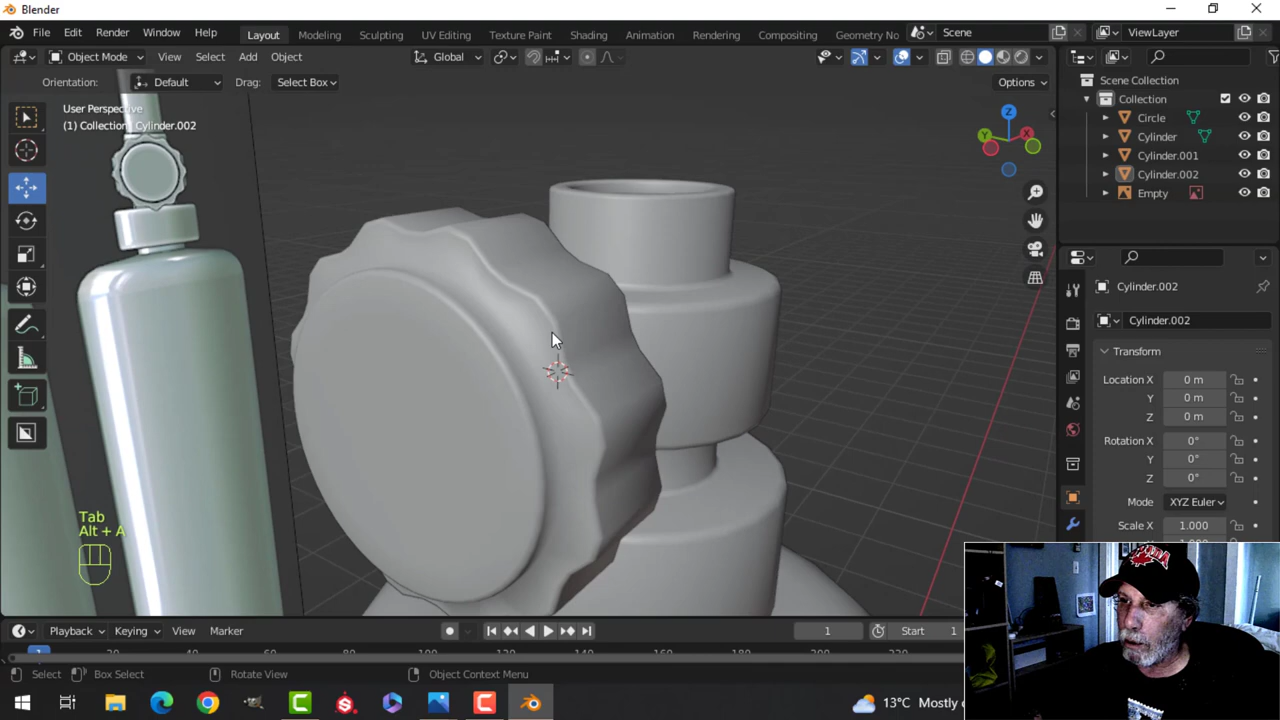 Blender
File Edit Render Window Help
Layout Modeling Sculpting UV Editing Texture Paint Shading Animation Rendering Compositing Geometry No
Scene ViewLayer
Object Mode View Select Add Object Global
Orientation: Default Drag: Select Box Options
User Perspective
(1) Collection | Cylinder.002
Z
Y
X
Scene Collection
Collection
Circle
Cylinder
Cylinder.001
Cylinder.002
Empty
Cylinder.002
Cylinder.002
Transform
Location X 0 m
Y 0 m
Z 0 m
Rotation X 0°
Y 0°
Z 0°
Mode XYZ Euler
Scale X 1.000
Tab
Alt + A
Playback Keying View Marker 1 Start 1
Select Box Select Rotate View Object Context Menu
13°C Mostly